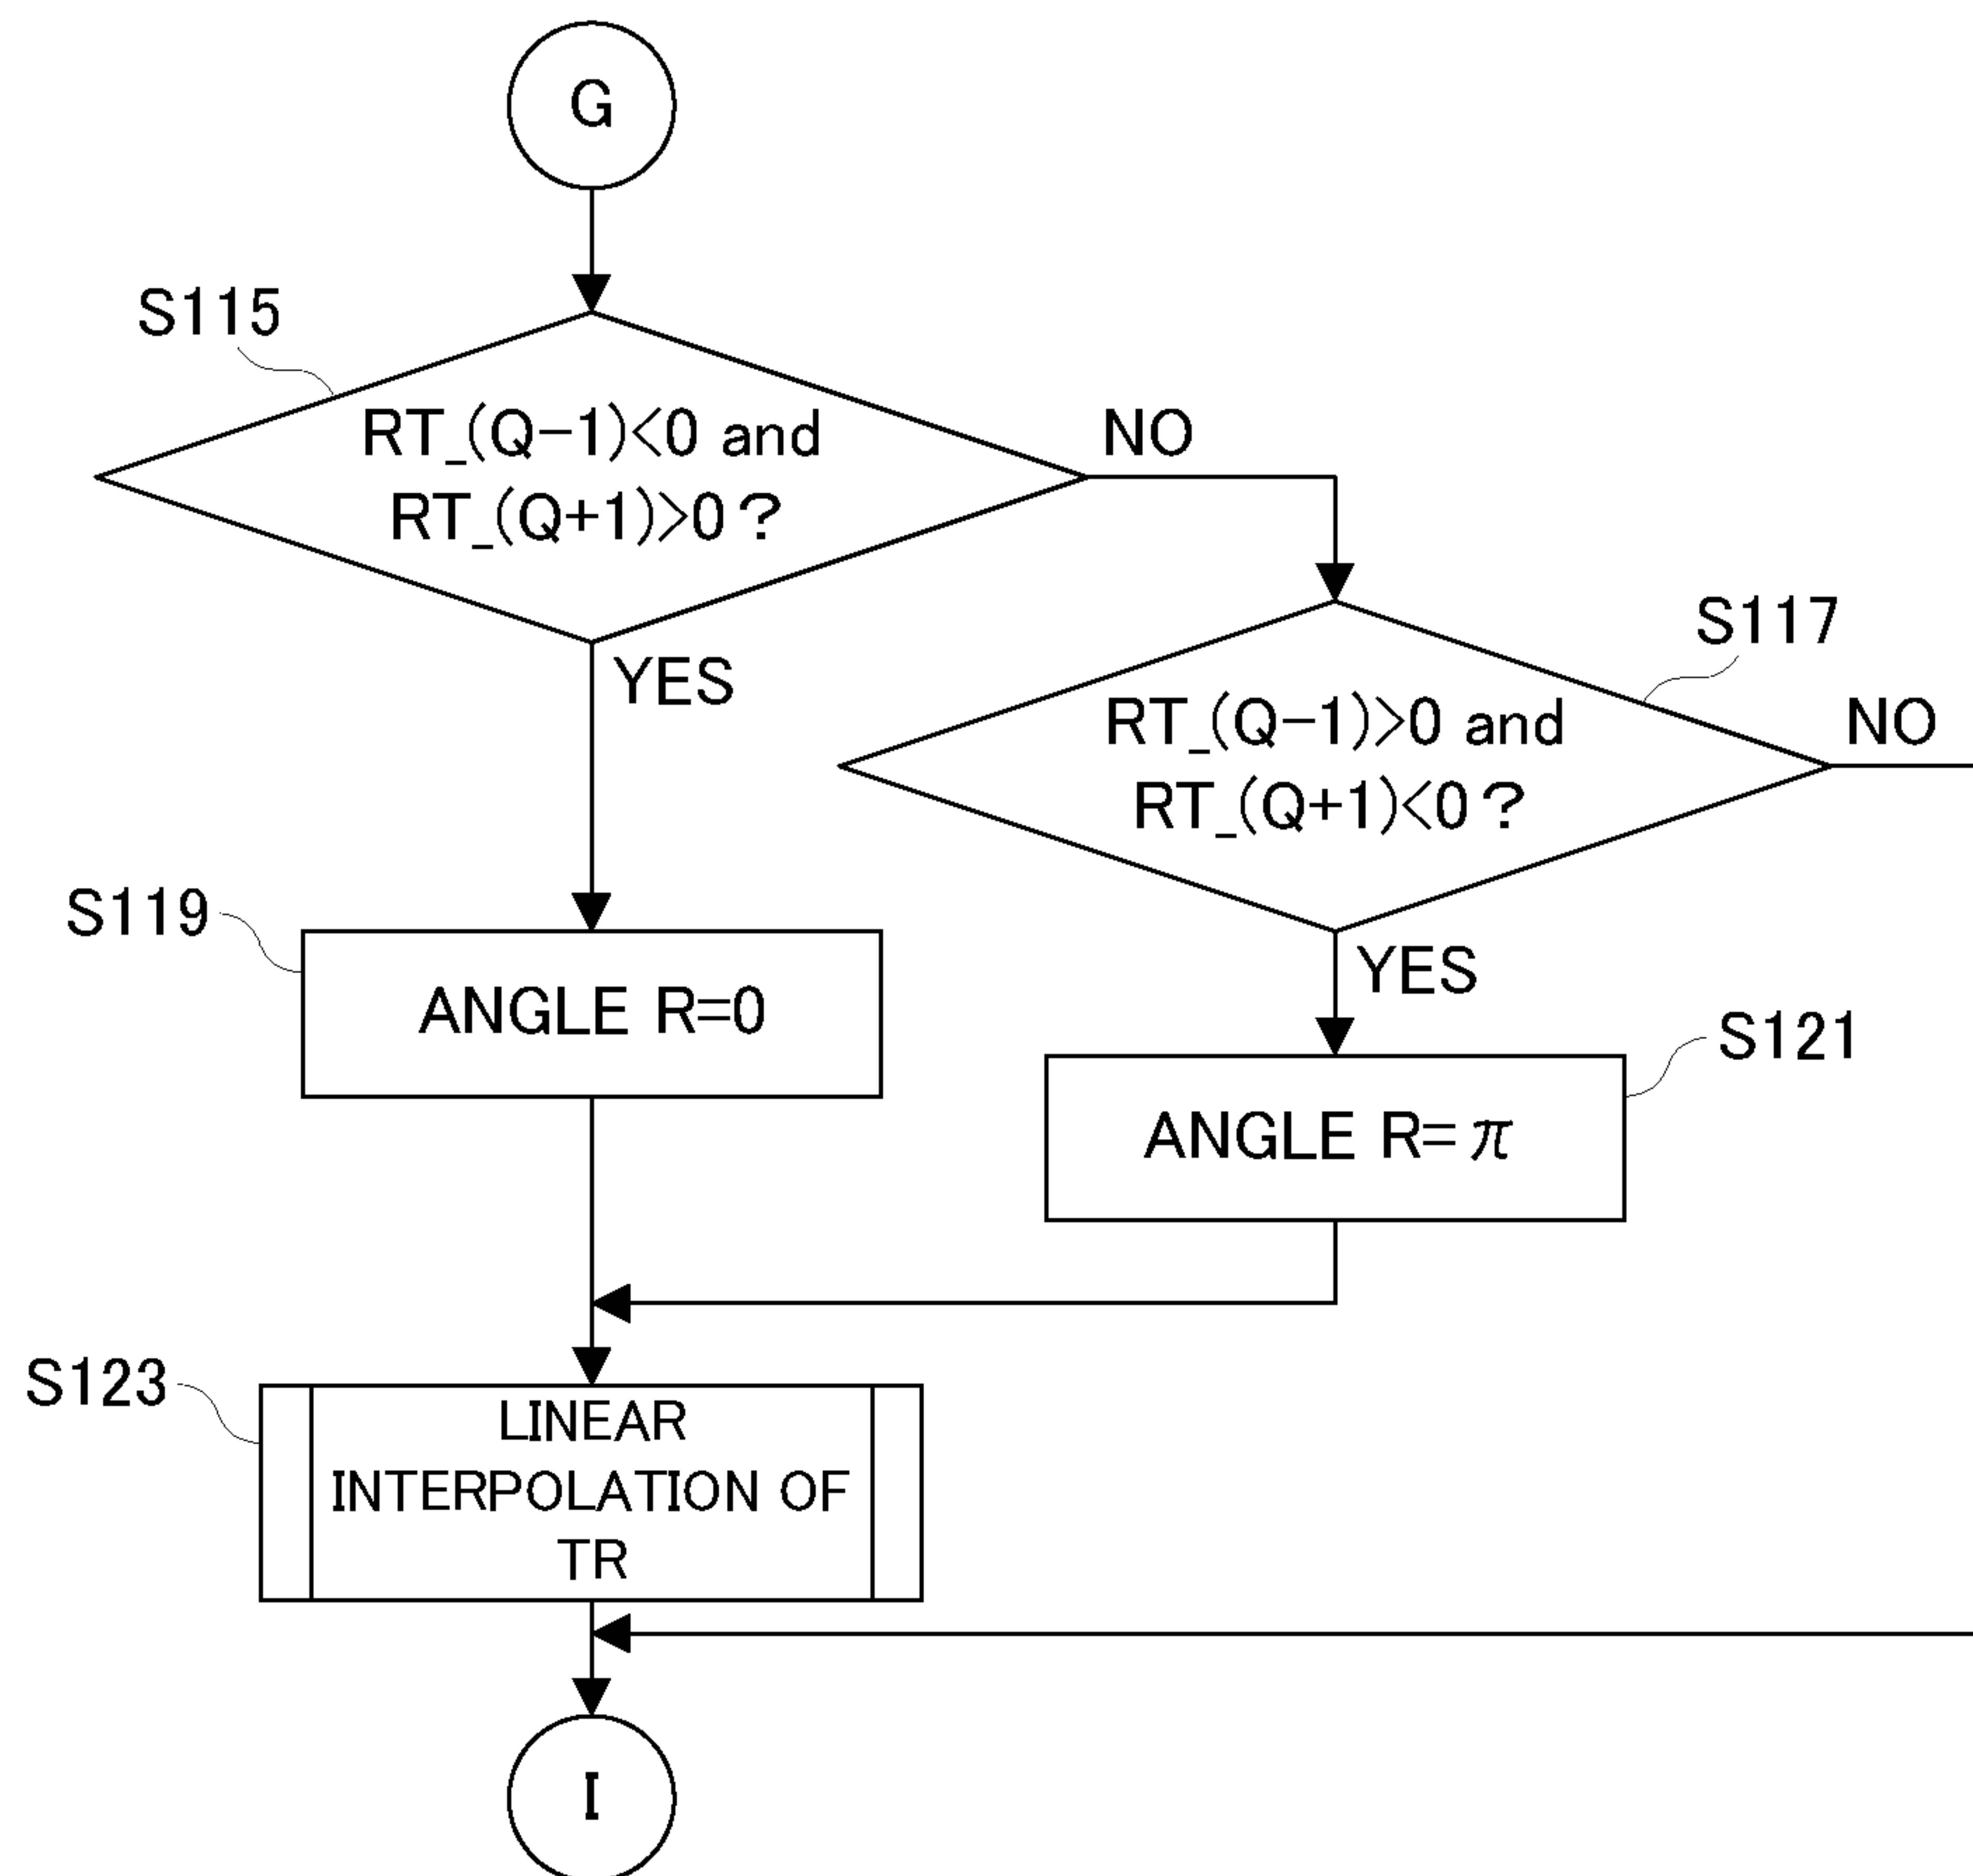 G
S115
RT_(Q−1)<0 and
RT_(Q+1)>0?
NO
YES
S117
RT_(Q−1)>0 and
RT_(Q+1)<0?
NO
YES
S119
ANGLE R=0
S121
ANGLE R=π
S123
LINEAR
INTERPOLATION OF
TR
I